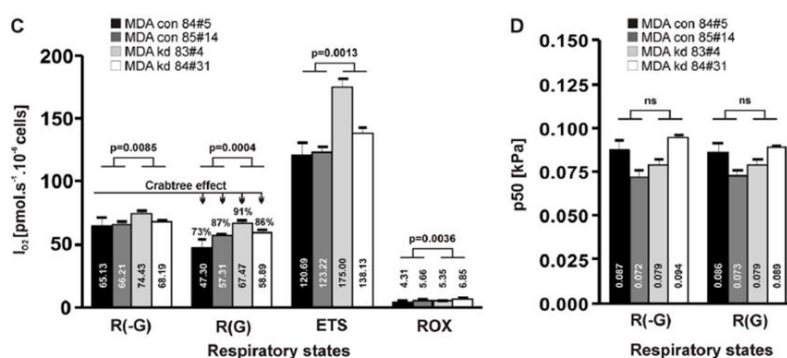 C
MDA con 84#5
MDA con 85#14
MDA kd 83#4
MDA kd 84#31
200
150
100
50
0
I O2 [pmol.s⁻¹.10⁻⁶ cells]
p=0.0085
p=0.0004
p=0.0013
p=0.0036
Crabtree effect
73%
87%
91%
86%
65.13
66.21
74.43
68.19
47.30
57.31
67.47
58.89
120.69
123.22
175.00
138.13
4.31
5.66
5.35
6.85
R(-G)
R(G)
ETS
ROX
Respiratory states
D
MDA con 84#5
MDA con 85#14
MDA kd 83#4
MDA kd 84#31
0.150
0.125
0.100
0.075
0.050
0.025
0.000
p50 [kPa]
ns
ns
0.087
0.072
0.079
0.094
0.086
0.073
0.079
0.089
R(-G)
R(G)
Respiratory states